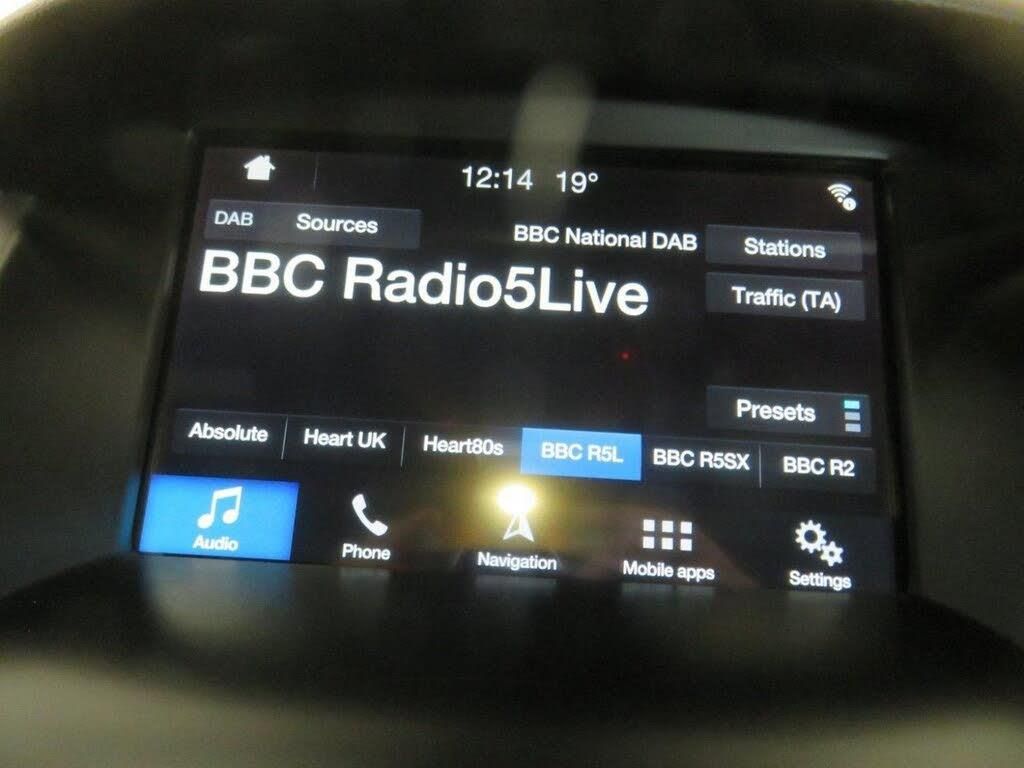 12:14 19°
DAB Sources
BBC National DAB
Stations
BBC Radio5Live
Traffic (TA)
Presets
Absolute
Heart UK
Heart80s
BBC R5L
BBC R5SX
BBC R2
Audio
Phone
Navigation
Mobile apps
Settings